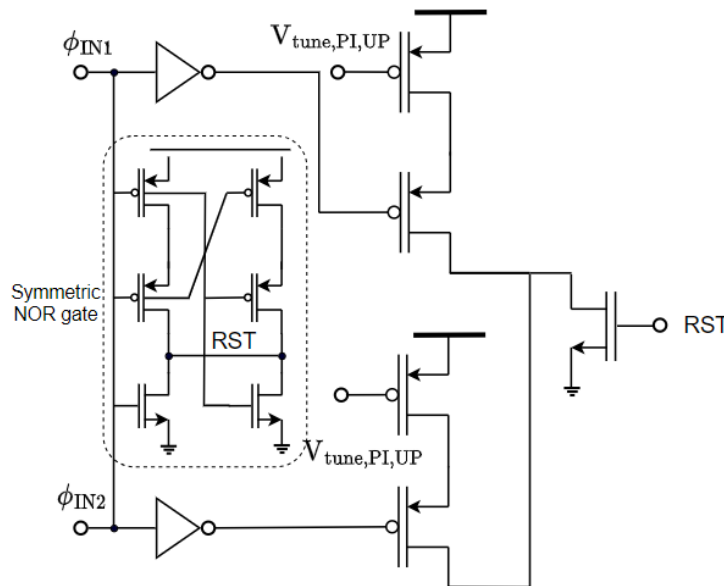 ϕIN1
Vtune,PI,UP
Symmetric
NOR gate
RST
RST
Vtune,PI,UP
ϕIN2